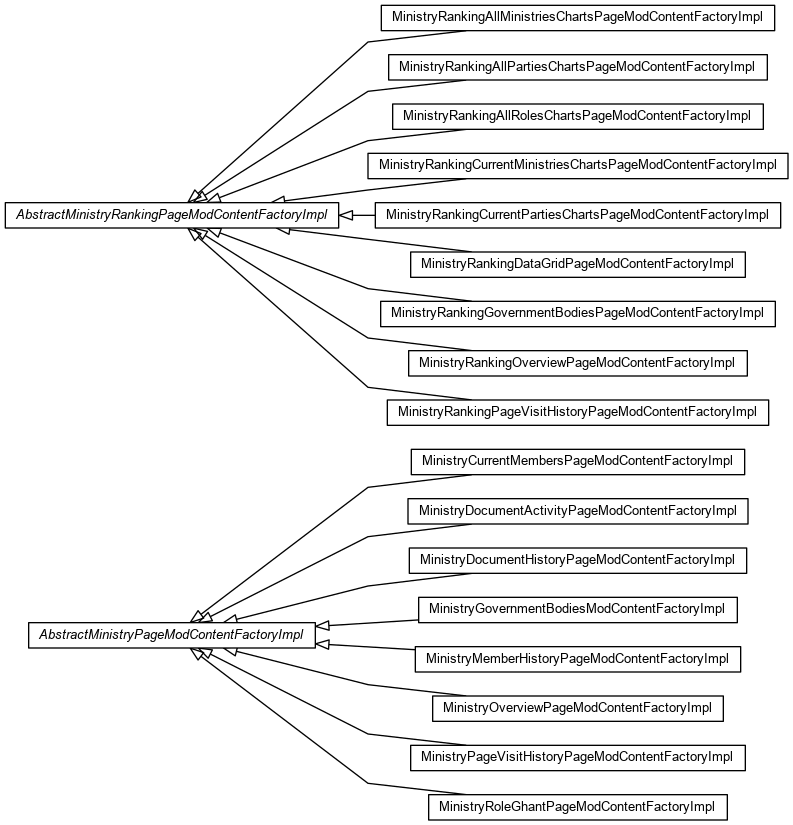 MinistryRankingAllMinistriesChartsPageModContentFactoryImpl
MinistryRankingAllPartiesChartsPageModContentFactoryImpl
MinistryRankingAllRolesChartsPageModContentFactoryImpl
MinistryRankingCurrentMinistriesChartsPageModContentFactoryImpl
AbstractMinistryRankingPageModContentFactoryImpl
MinistryRankingCurrentPartiesChartsPageModContentFactoryImpl
MinistryRankingDataGridPageModContentFactoryImpl
MinistryRankingGovernmentBodiesPageModContentFactoryImpl
MinistryRankingOverviewPageModContentFactoryImpl
MinistryRankingPageVisitHistoryPageModContentFactoryImpl
MinistryCurrentMembersPageModContentFactoryImpl
MinistryDocumentActivityPageModContentFactoryImpl
MinistryDocumentHistoryPageModContentFactoryImpl
MinistryGovernmentBodiesModContentFactoryImpl
AbstractMinistryPageModContentFactoryImpl
MinistryMemberHistoryPageModContentFactoryImpl
MinistryOverviewPageModContentFactoryImpl
MinistryPageVisitHistoryPageModContentFactoryImpl
MinistryRoleGhantPageModContentFactoryImpl